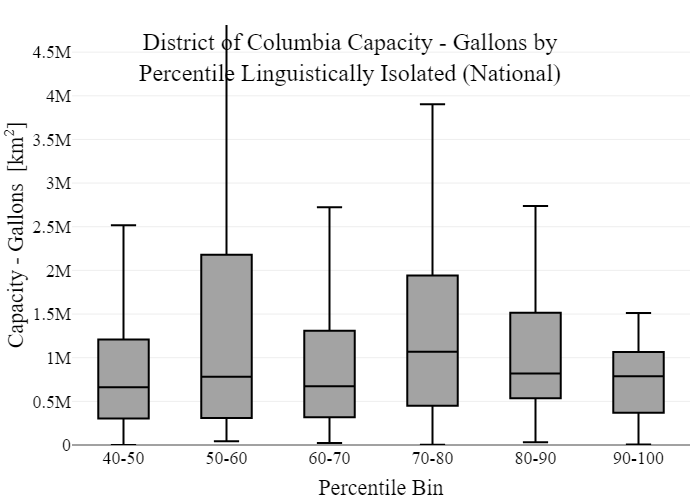 District of Columbia Capacity - Gallons by
Percentile Linguistically Isolated (National)
Capacity - Gallons [km²]
4.5M
4M
3.5M
3M
2.5M
2M
1.5M
1M
0.5M
0
40-50
50-60
60-70
70-80
80-90
90-100
Percentile Bin